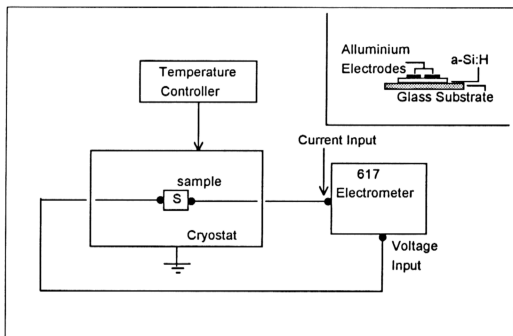 Alluminium
Electrodes
a-Si:H
Glass Substrate
Temperature
Controller
Current Input
sample
S
617
Electrometer
Cryostat
Voltage
Input